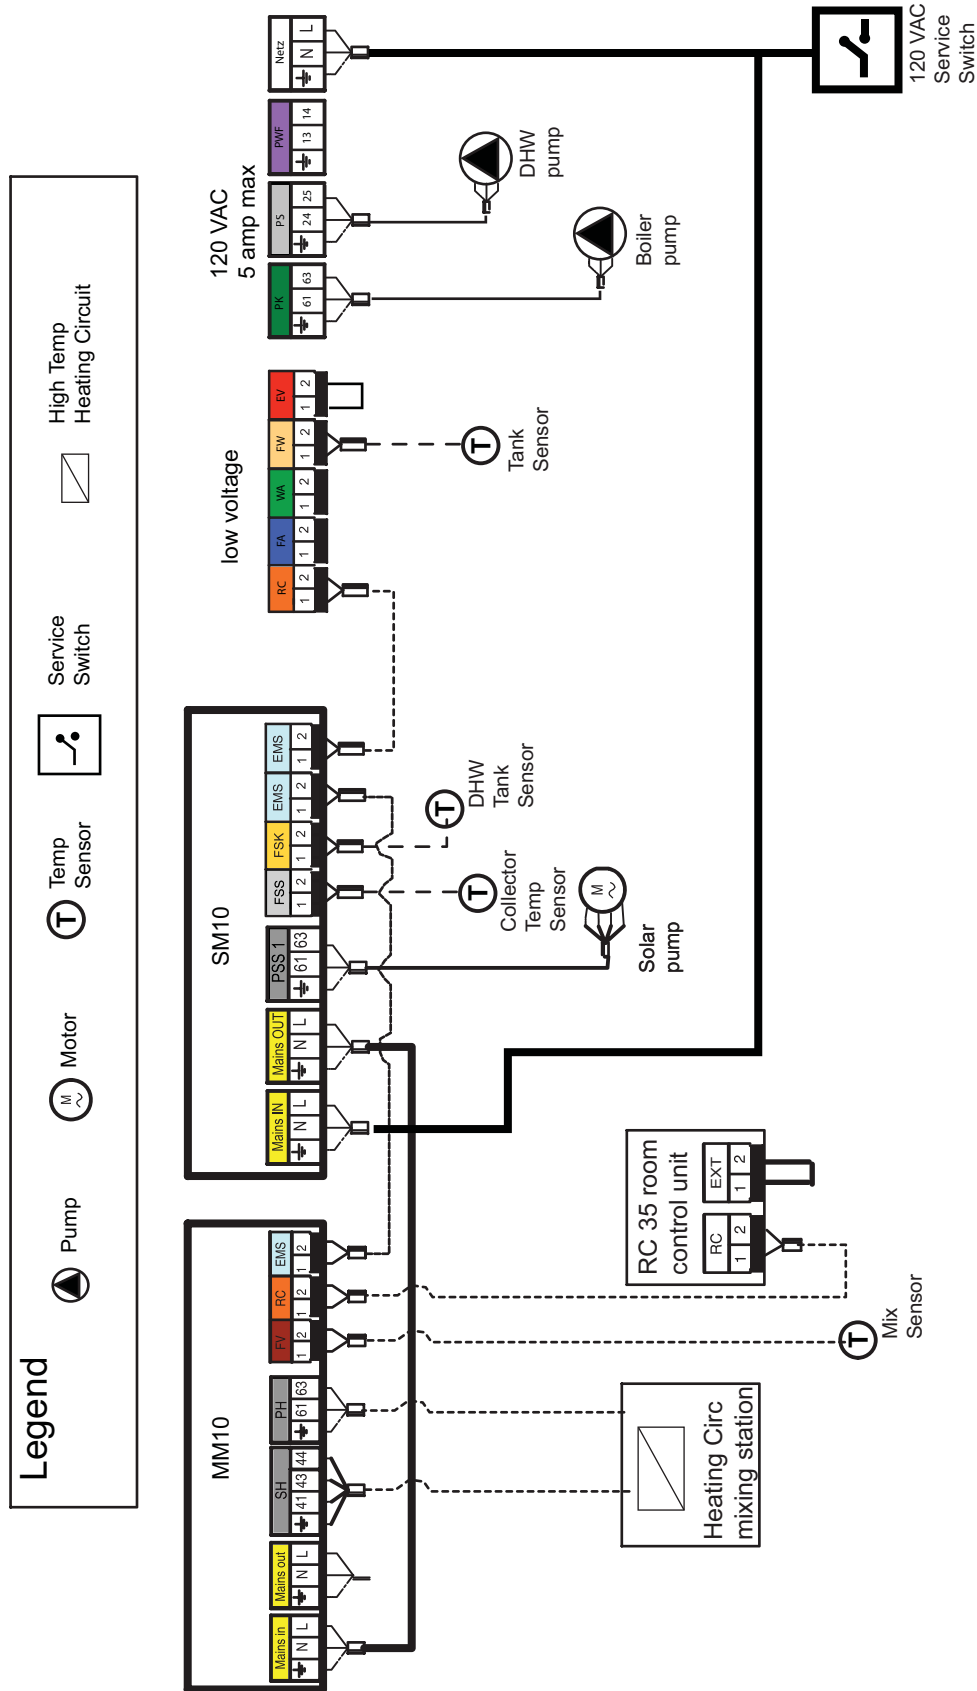 Legend
Pump
M
Motor
T
Temp
Sensor
Service
Switch
High Temp
Heating Circuit
MM10
Mains in
N L
Mains out
N L
SH
41 43 44
PH
61 63
FV
1 2
RC
1 2
EMS
1 2
SM10
Mains IN
N L
Mains OUT
N L
PSS 1
61 63
FSS
1 2
FSK
1 2
EMS
1 2
EMS
1 2
low voltage
RC
1 2
FA
1 2
WA
1 2
FW
1 2
EV
1 2
120 VAC
5 amp max
PK
61 63
PS
24 25
PWF
13 14
Netz
N L
T
DHW
Tank
Sensor
T
Collector
Temp
Sensor
M
Solar
pump
T
Tank
Sensor
Boiler
pump
DHW
pump
Heating Circ
mixing station
RC 35 room
control unit
RC
1 2
EXT
1 2
T
Mix
Sensor
120 VAC
Service
Switch